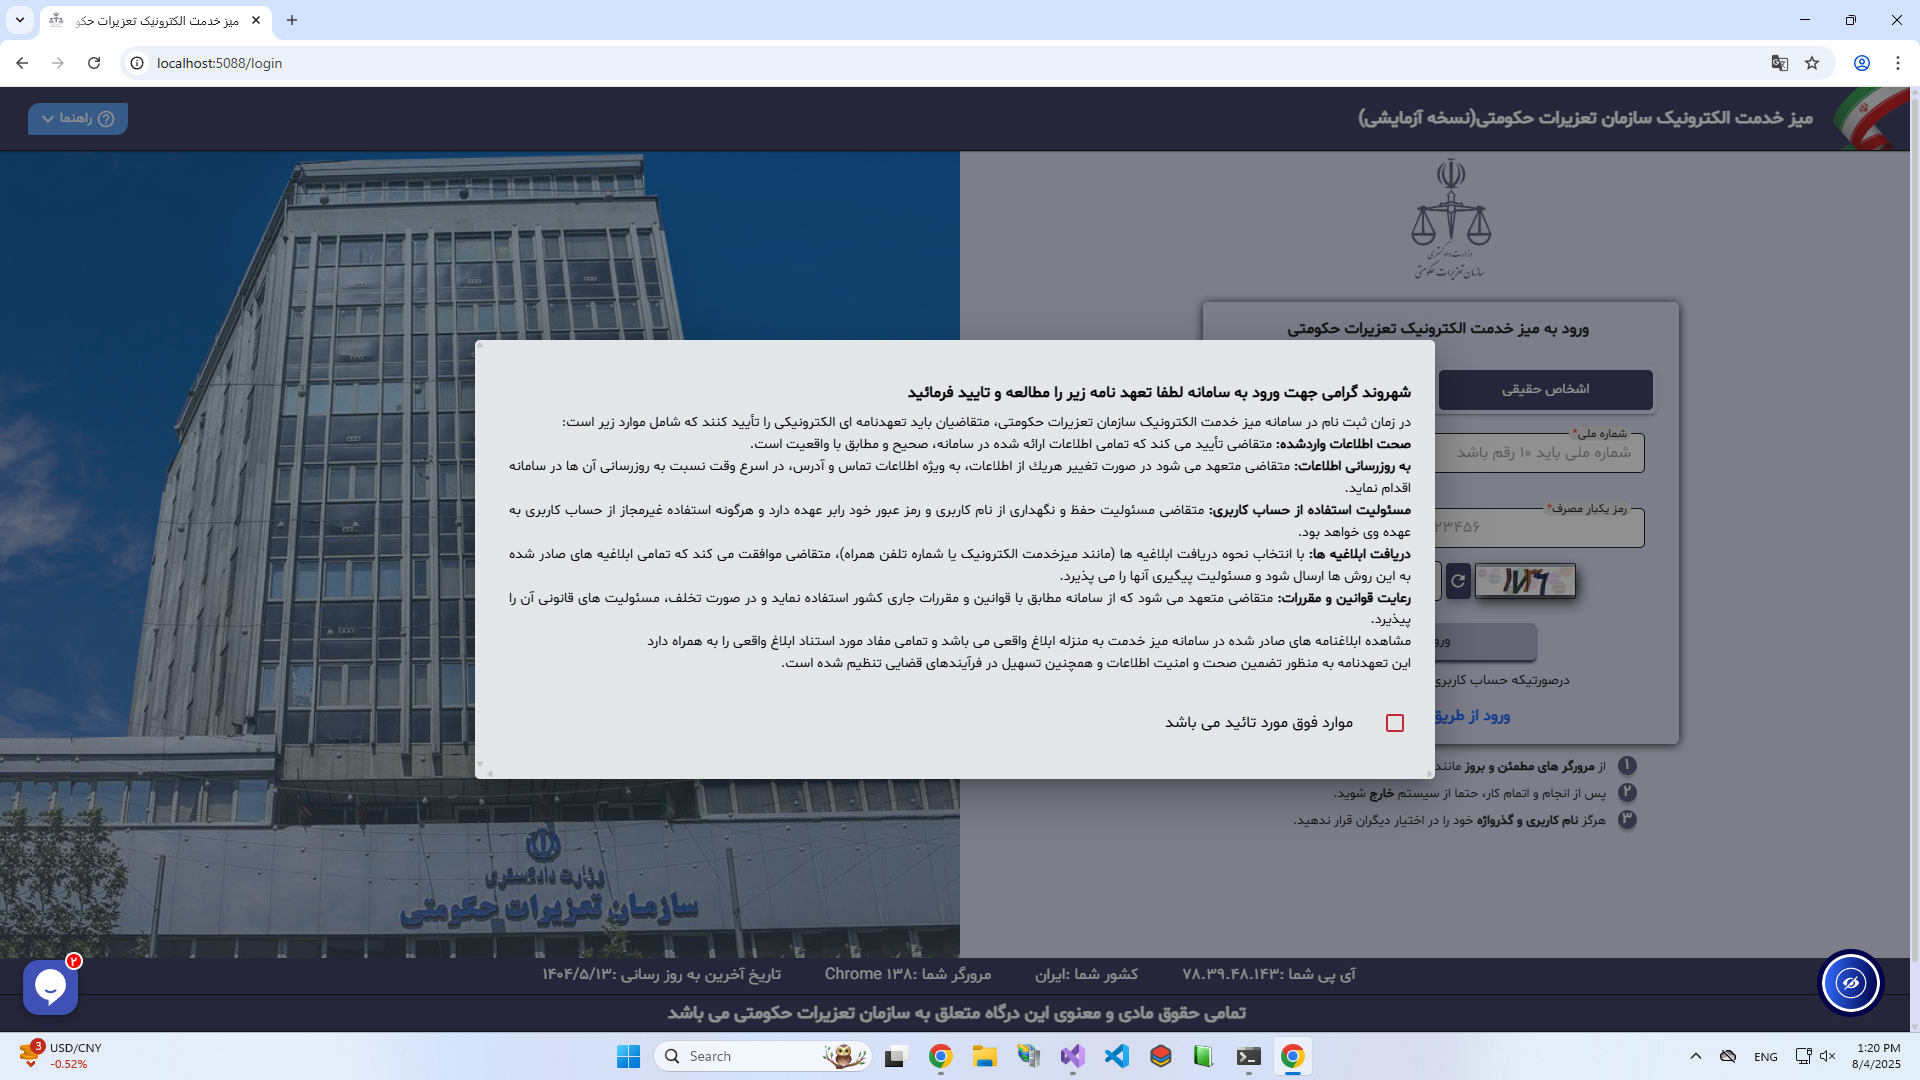 میز خدمت الکترونیک تعزیرات حکو
localhost:5088/login
میز خدمت الکترونیک سازمان تعزیرات حکومتی(نسخه آزمایشی)
راهنما
وزارت دادگستری
سازمان تعزیرات حکومتی
ورود به میز خدمت الکترونیک تعزیرات حکومتی
اشخاص حقیقی
شماره ملی*
شماره ملی باید ۱۰ رقم باشد
رمز یکبار مصرف*
۲۳۴۵۶
ورو
درصورتیکه حساب کاربری
ورود از طریق
شهروند گرامی جهت ورود به سامانه لطفا تعهد نامه زیر را مطالعه و تایید فرمائید
در زمان ثبت نام در سامانه میز خدمت الکترونیک سازمان تعزیرات حکومتی، متقاضیان باید تعهدنامه ای الکترونیکی را تأیید کنند که شامل موارد زیر است:
صحت اطلاعات واردشده: متقاضی تأیید می کند که تمامی اطلاعات ارائه شده در سامانه، صحیح و مطابق با واقعیت است.
به روزرسانی اطلاعات: متقاضی متعهد می شود در صورت تغییر هریك از اطلاعات، به ویژه اطلاعات تماس و آدرس، در اسرع وقت نسبت به روزرسانی آن ها در سامانه
اقدام نماید.
مسئولیت استفاده از حساب کاربری: متقاضی مسئولیت حفظ و نگهداری از نام کاربری و رمز عبور خود رابر عهده دارد و هرگونه استفاده غیرمجاز از حساب کاربری به
عهده وی خواهد بود.
دریافت ابلاغیه ها: با انتخاب نحوه دریافت ابلاغیه ها (مانند میزخدمت الکترونیک یا شماره تلفن همراه)، متقاضی موافقت می کند که تمامی ابلاغیه های صادر شده
به این روش ها ارسال شود و مسئولیت پیگیری آنها را می پذیرد.
رعایت قوانین و مقررات: متقاضی متعهد می شود که از سامانه مطابق با قوانین و مقررات جاری کشور استفاده نماید و در صورت تخلف، مسئولیت های قانونی آن را
بپذیرد.
مشاهده ابلاغنامه های صادر شده در سامانه میز خدمت به منزله ابلاغ واقعی می باشد و تمامی مفاد مورد استناد ابلاغ واقعی را به همراه دارد
این تعهدنامه به منظور تضمین صحت و امنیت اطلاعات و همچنین تسهیل در فرآیندهای قضایی تنظیم شده است.
موارد فوق مورد تائید می باشد
۱ از مرورگر های مطمئن و بروز مانند
۲ پس از انجام و اتمام کار، حتما از سیستم خارج شوید.
۳ هرگز نام کاربری و گذرواژه خود را در اختیار دیگران قرار ندهید.
وزارت دادگستری
سازمان تعزیرات حکومتی
۲
آی پی شما :۷۸.۳۹.۴۸.۱۴۳ کشور شما :ایران مرورگر شما :Chrome ۱۳۸ تاریخ آخرین به روز رسانی :۱۴۰۴/۵/۱۳
تمامی حقوق مادی و معنوی این درگاه متعلق به سازمان تعزیرات حکومتی می باشد
3
USD/CNY
-0.52%
Search
ENG
1:20 PM
8/4/2025